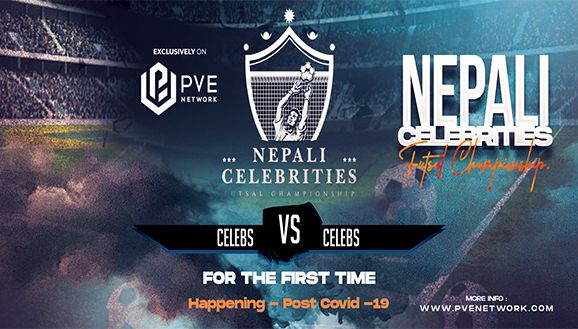 EXCLUSIVELY ON
PVE
NETWORK
NEPALI
CELEBRITIES
FUTSAL CHAMPIONSHIP
NEPALI
CELEBRITIES
Futsal Championship.
CELEBS VS CELEBS
FOR THE FIRST TIME
Happening - Post Covid -19
MORE INFO :
WWW.PVENETWORK.COM